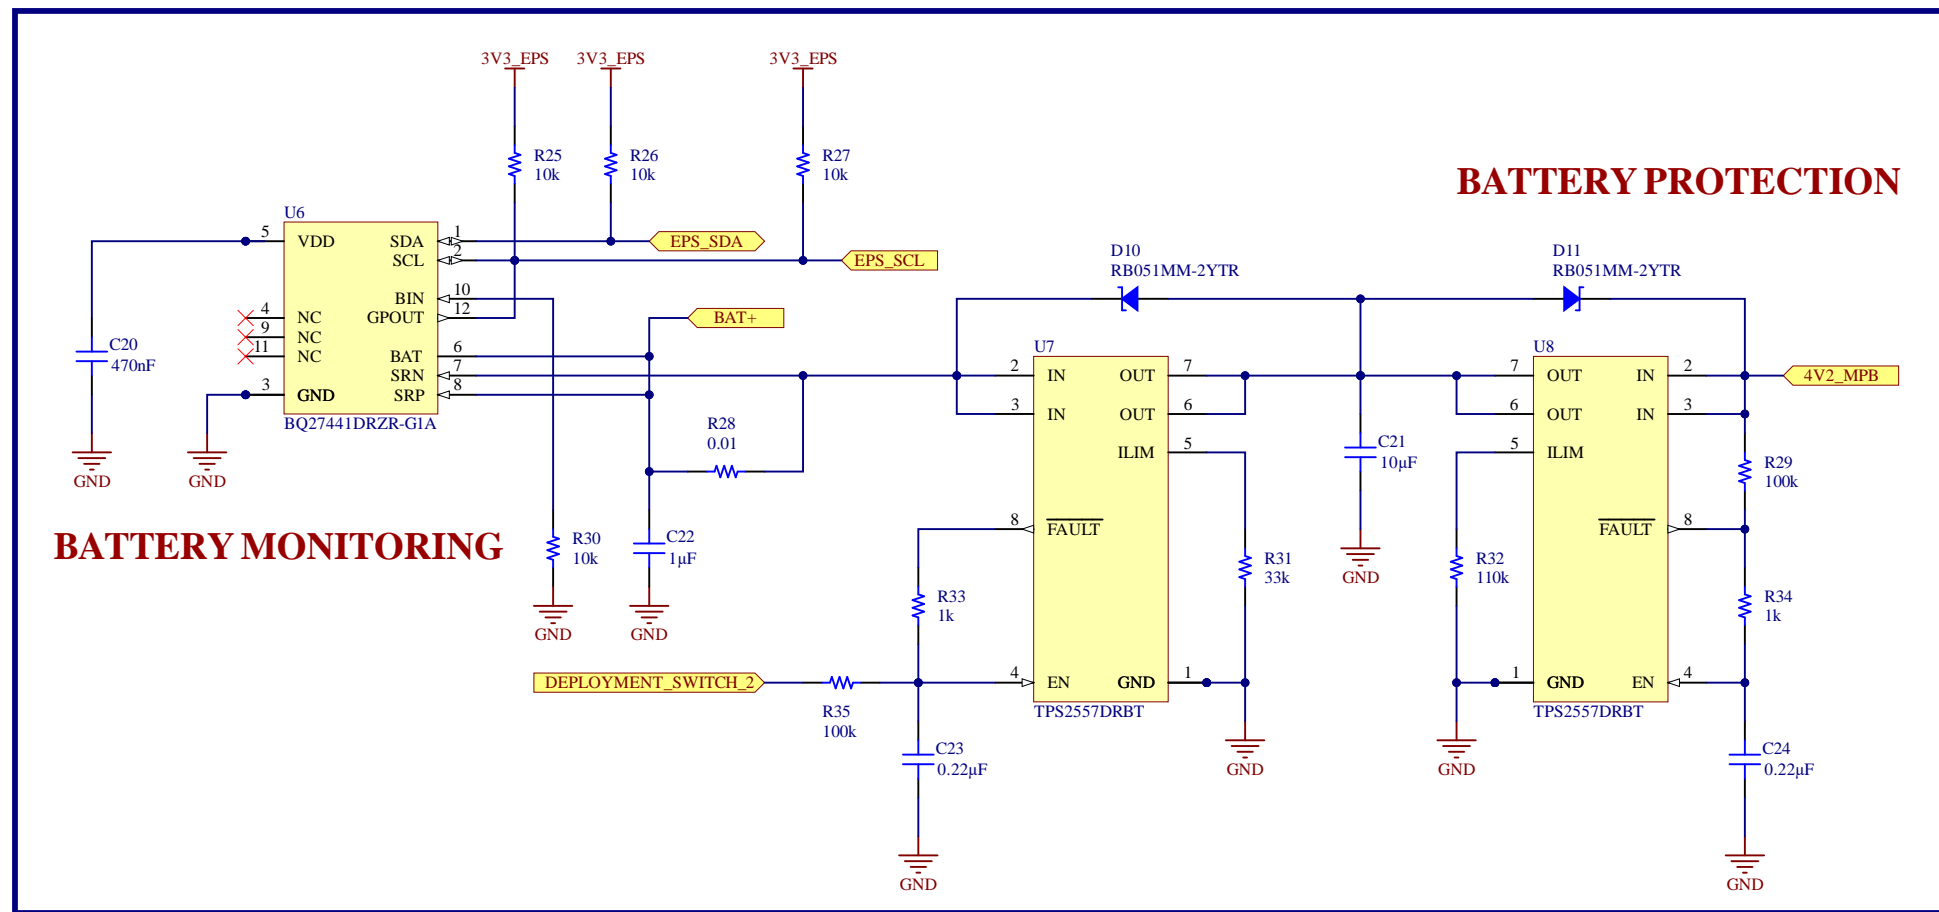 3V3_EPS 3V3_EPS 3V3_EPS
R25 R26 R27
10k 10k 10k
BATTERY PROTECTION
U6
5 VDD SDA 1
EPS_SDA
SCL 2
EPS_SCL
D10 D11
RB051MM-2YTR RB051MM-2YTR
BIN 10
4 NC GPOUT 12
BAT+
9 NC
11 NC BAT 6
C20
470nF
SRN 7
3 GND SRP 8
BQ27441DRZR-G1A
GND GND
R28
0.01
U7 U8
2 IN OUT 7 7 OUT IN 2
4V2_MPB
3 IN OUT 6 6 OUT IN 3
ILIM 5 5 ILIM
C21
10µF
R29
100k
8 FAULT FAULT 8
BATTERY MONITORING
R30 C22
10k 1µF
R31 R32
33k 110k
GND
R33 R34
1k 1k
GND GND
DEPLOYMENT_SWITCH_2
4 EN GND 1 1 GND EN 4
TPS2557DRBT TPS2557DRBT
R35
100k
C23 C24
0.22µF 0.22µF
GND GND
GND GND